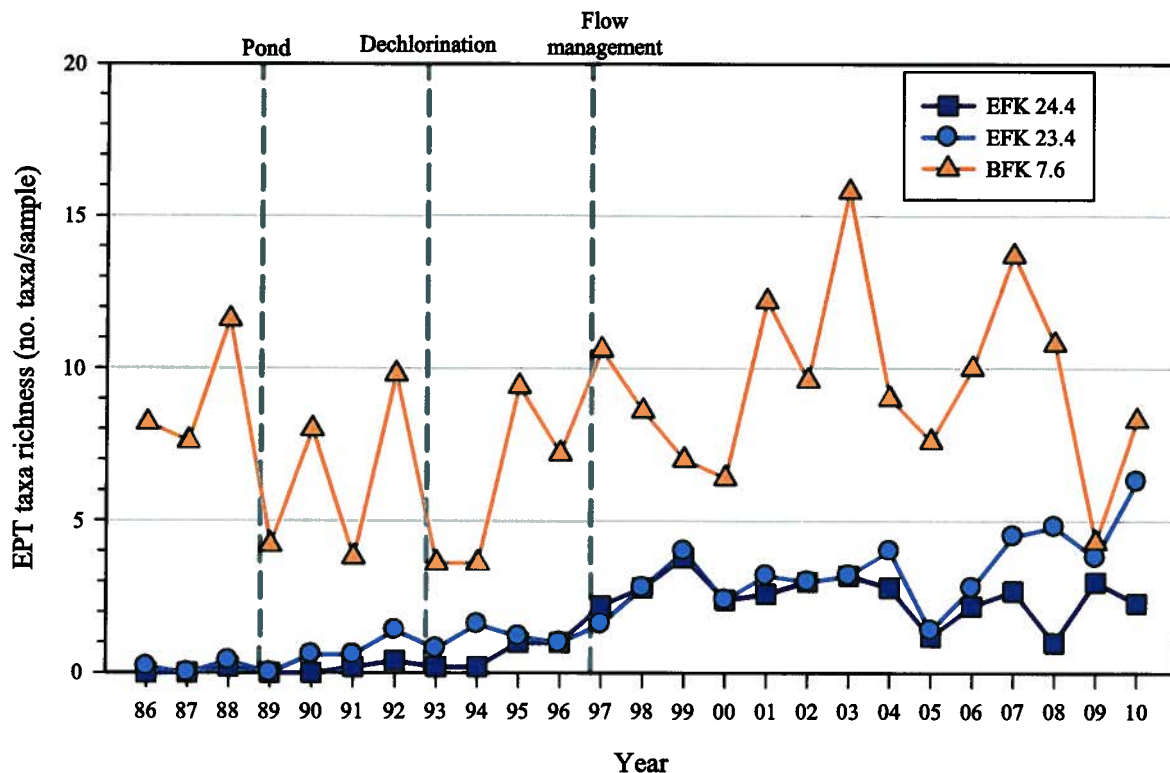 Pond
Dechlorination
Flow
management
EFK 24.4
EFK 23.4
BFK 7.6
EPT taxa richness (no. taxa/sample)
20
15
10
5
0
86 87 88 89 90 91 92 93 94 95 96 97 98 99 00 01 02 03 04 05 06 07 08 09 10
Year